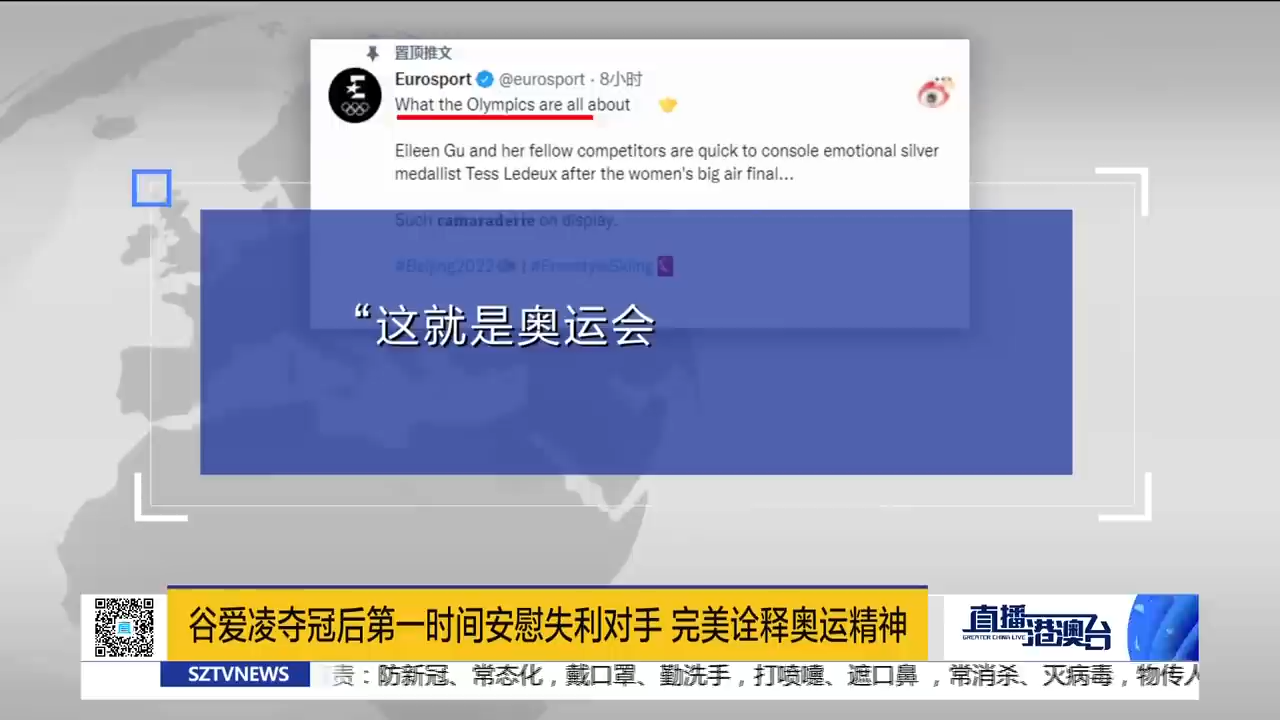 置顶推文
Eurosport @eurosport · 8小时
What the Olympics are all about
Eileen Gu and her fellow competitors are quick to console emotional silver
medallist Tess Ledeux after the women's big air final...
Such camaraderie on display.
#Beijing2022 | #FreestyleSkiing
“这就是奥运会
谷爱凌夺冠后第一时间安慰失利对手 完美诠释奥运精神
直播港澳台
GREATER CHINA LIVE
SZTVNEWS
责：防新冠、常态化，戴口罩、勤洗手，打喷嚏、遮口鼻 ，常消杀、灭病毒，物传人